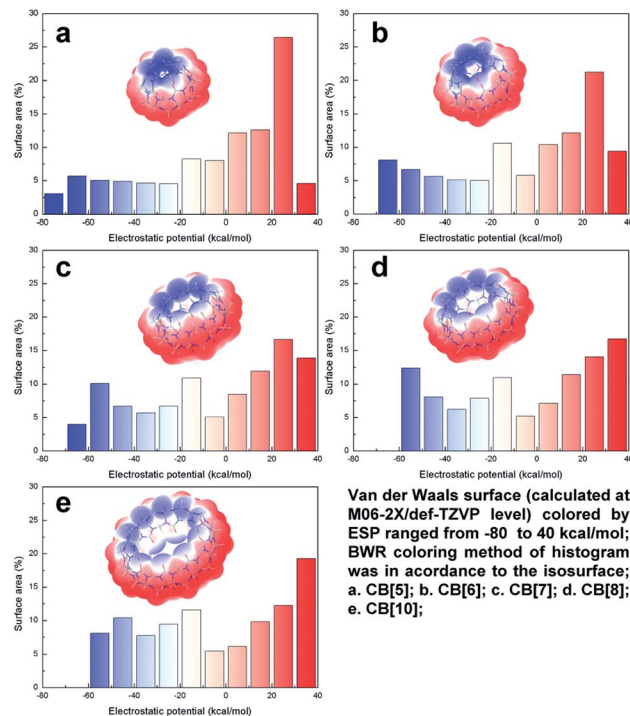 a
b
30
25
20
15
10
5
0
Surface area (%)
-80 -60 -40 -20 0 20 40
Electrostatic potential (kcal/mol)
30
25
20
15
10
5
0
Surface area (%)
-80 -60 -40 -20 0 20 40
Electrostatic potential (kcal/mol)
c
d
30
25
20
15
10
5
0
Surface area (%)
-80 -60 -40 -20 0 20 40
Electrostatic potential (kcal/mol)
30
25
20
15
10
5
0
Surface area (%)
-80 -60 -40 -20 0 20 40
Electrostatic potential (kcal/mol)
e
30
25
20
15
10
5
0
Surface area (%)
-80 -60 -40 -20 0 20 40
Electrostatic potential (kcal/mol)
Van der Waals surface (calculated at
M06-2X/def-TZVP level) colored by
ESP ranged from -80 to 40 kcal/mol;
BWR coloring method of histogram
was in acordance to the isosurface;
a. CB[5]; b. CB[6]; c. CB[7]; d. CB[8];
e. CB[10];